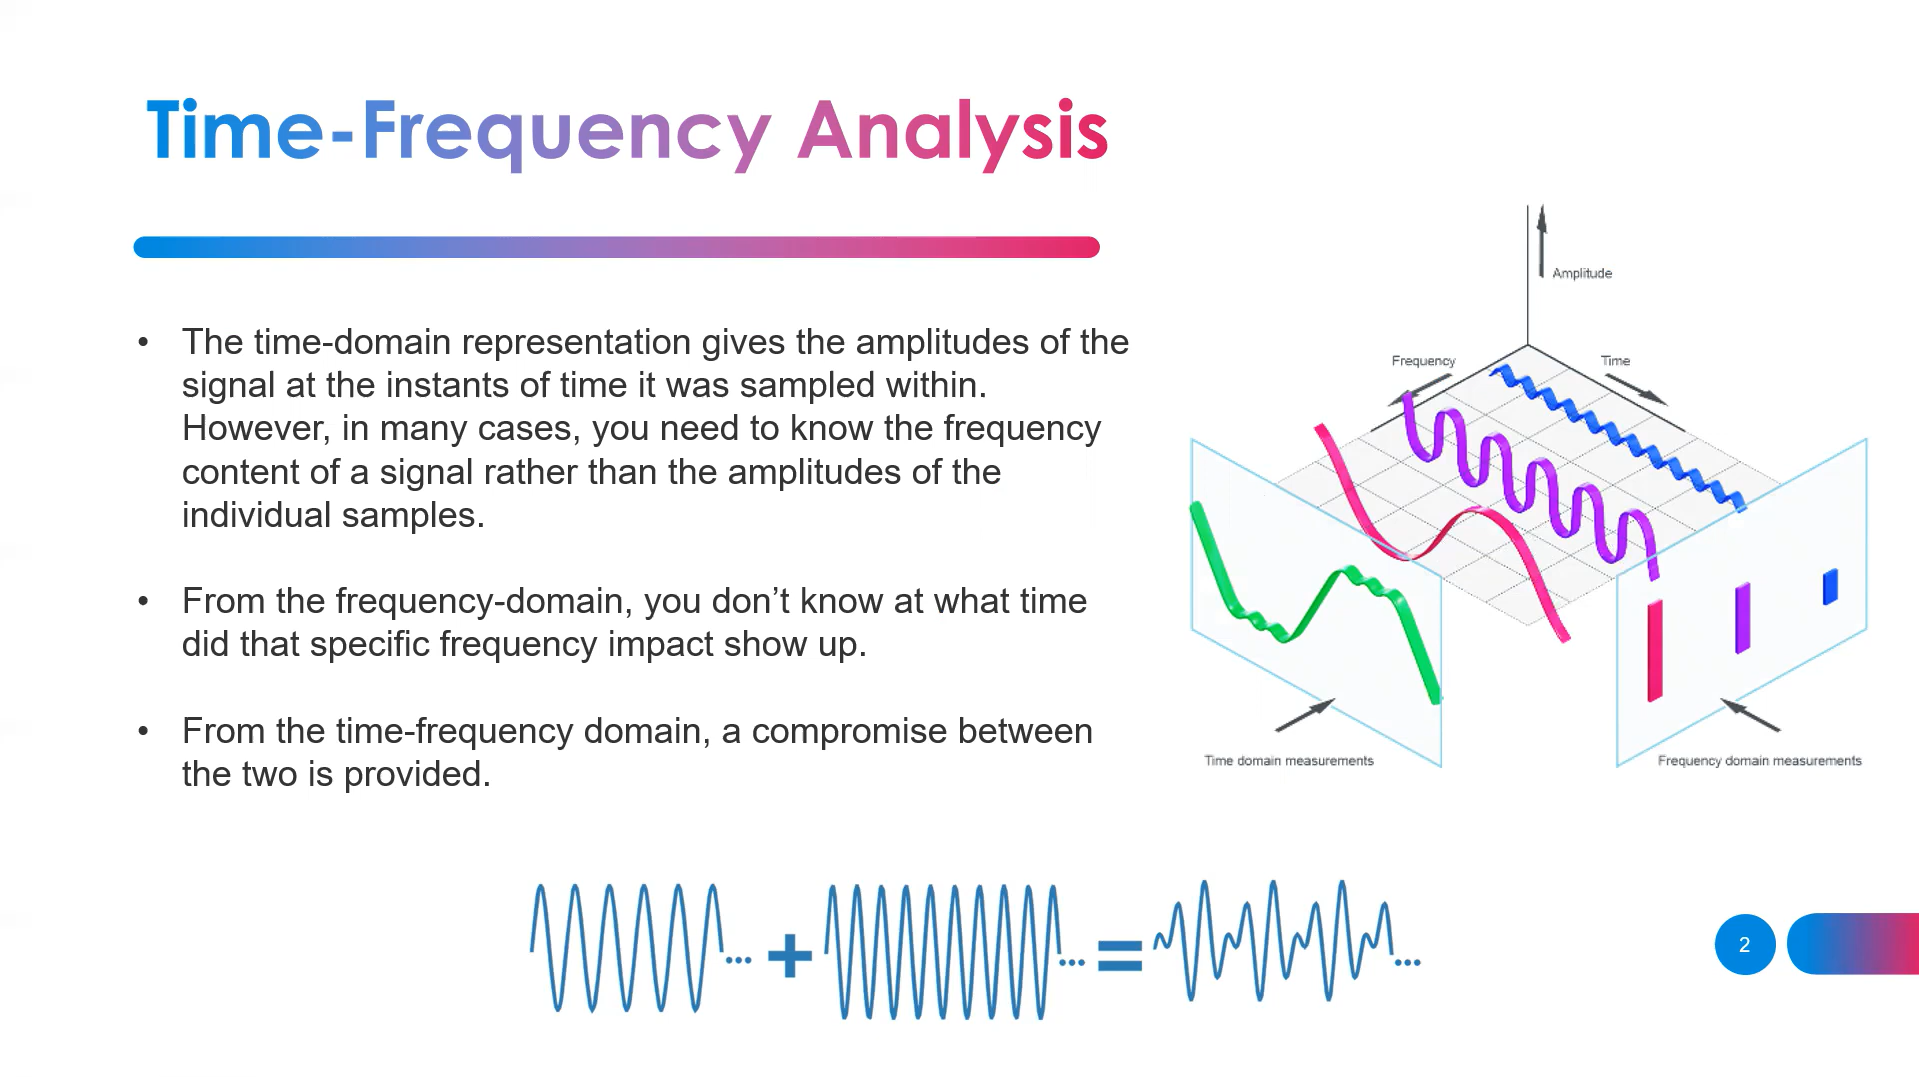 Time-Frequency Analysis
• The time-domain representation gives the amplitudes of the
signal at the instants of time it was sampled within.
However, in many cases, you need to know the frequency
content of a signal rather than the amplitudes of the
individual samples.
• From the frequency-domain, you don’t know at what time
did that specific frequency impact show up.
• From the time-frequency domain, a compromise between
the two is provided.
Amplitude
Frequency
Time
Time domain measurements
Frequency domain measurements
... + ... = ...
2